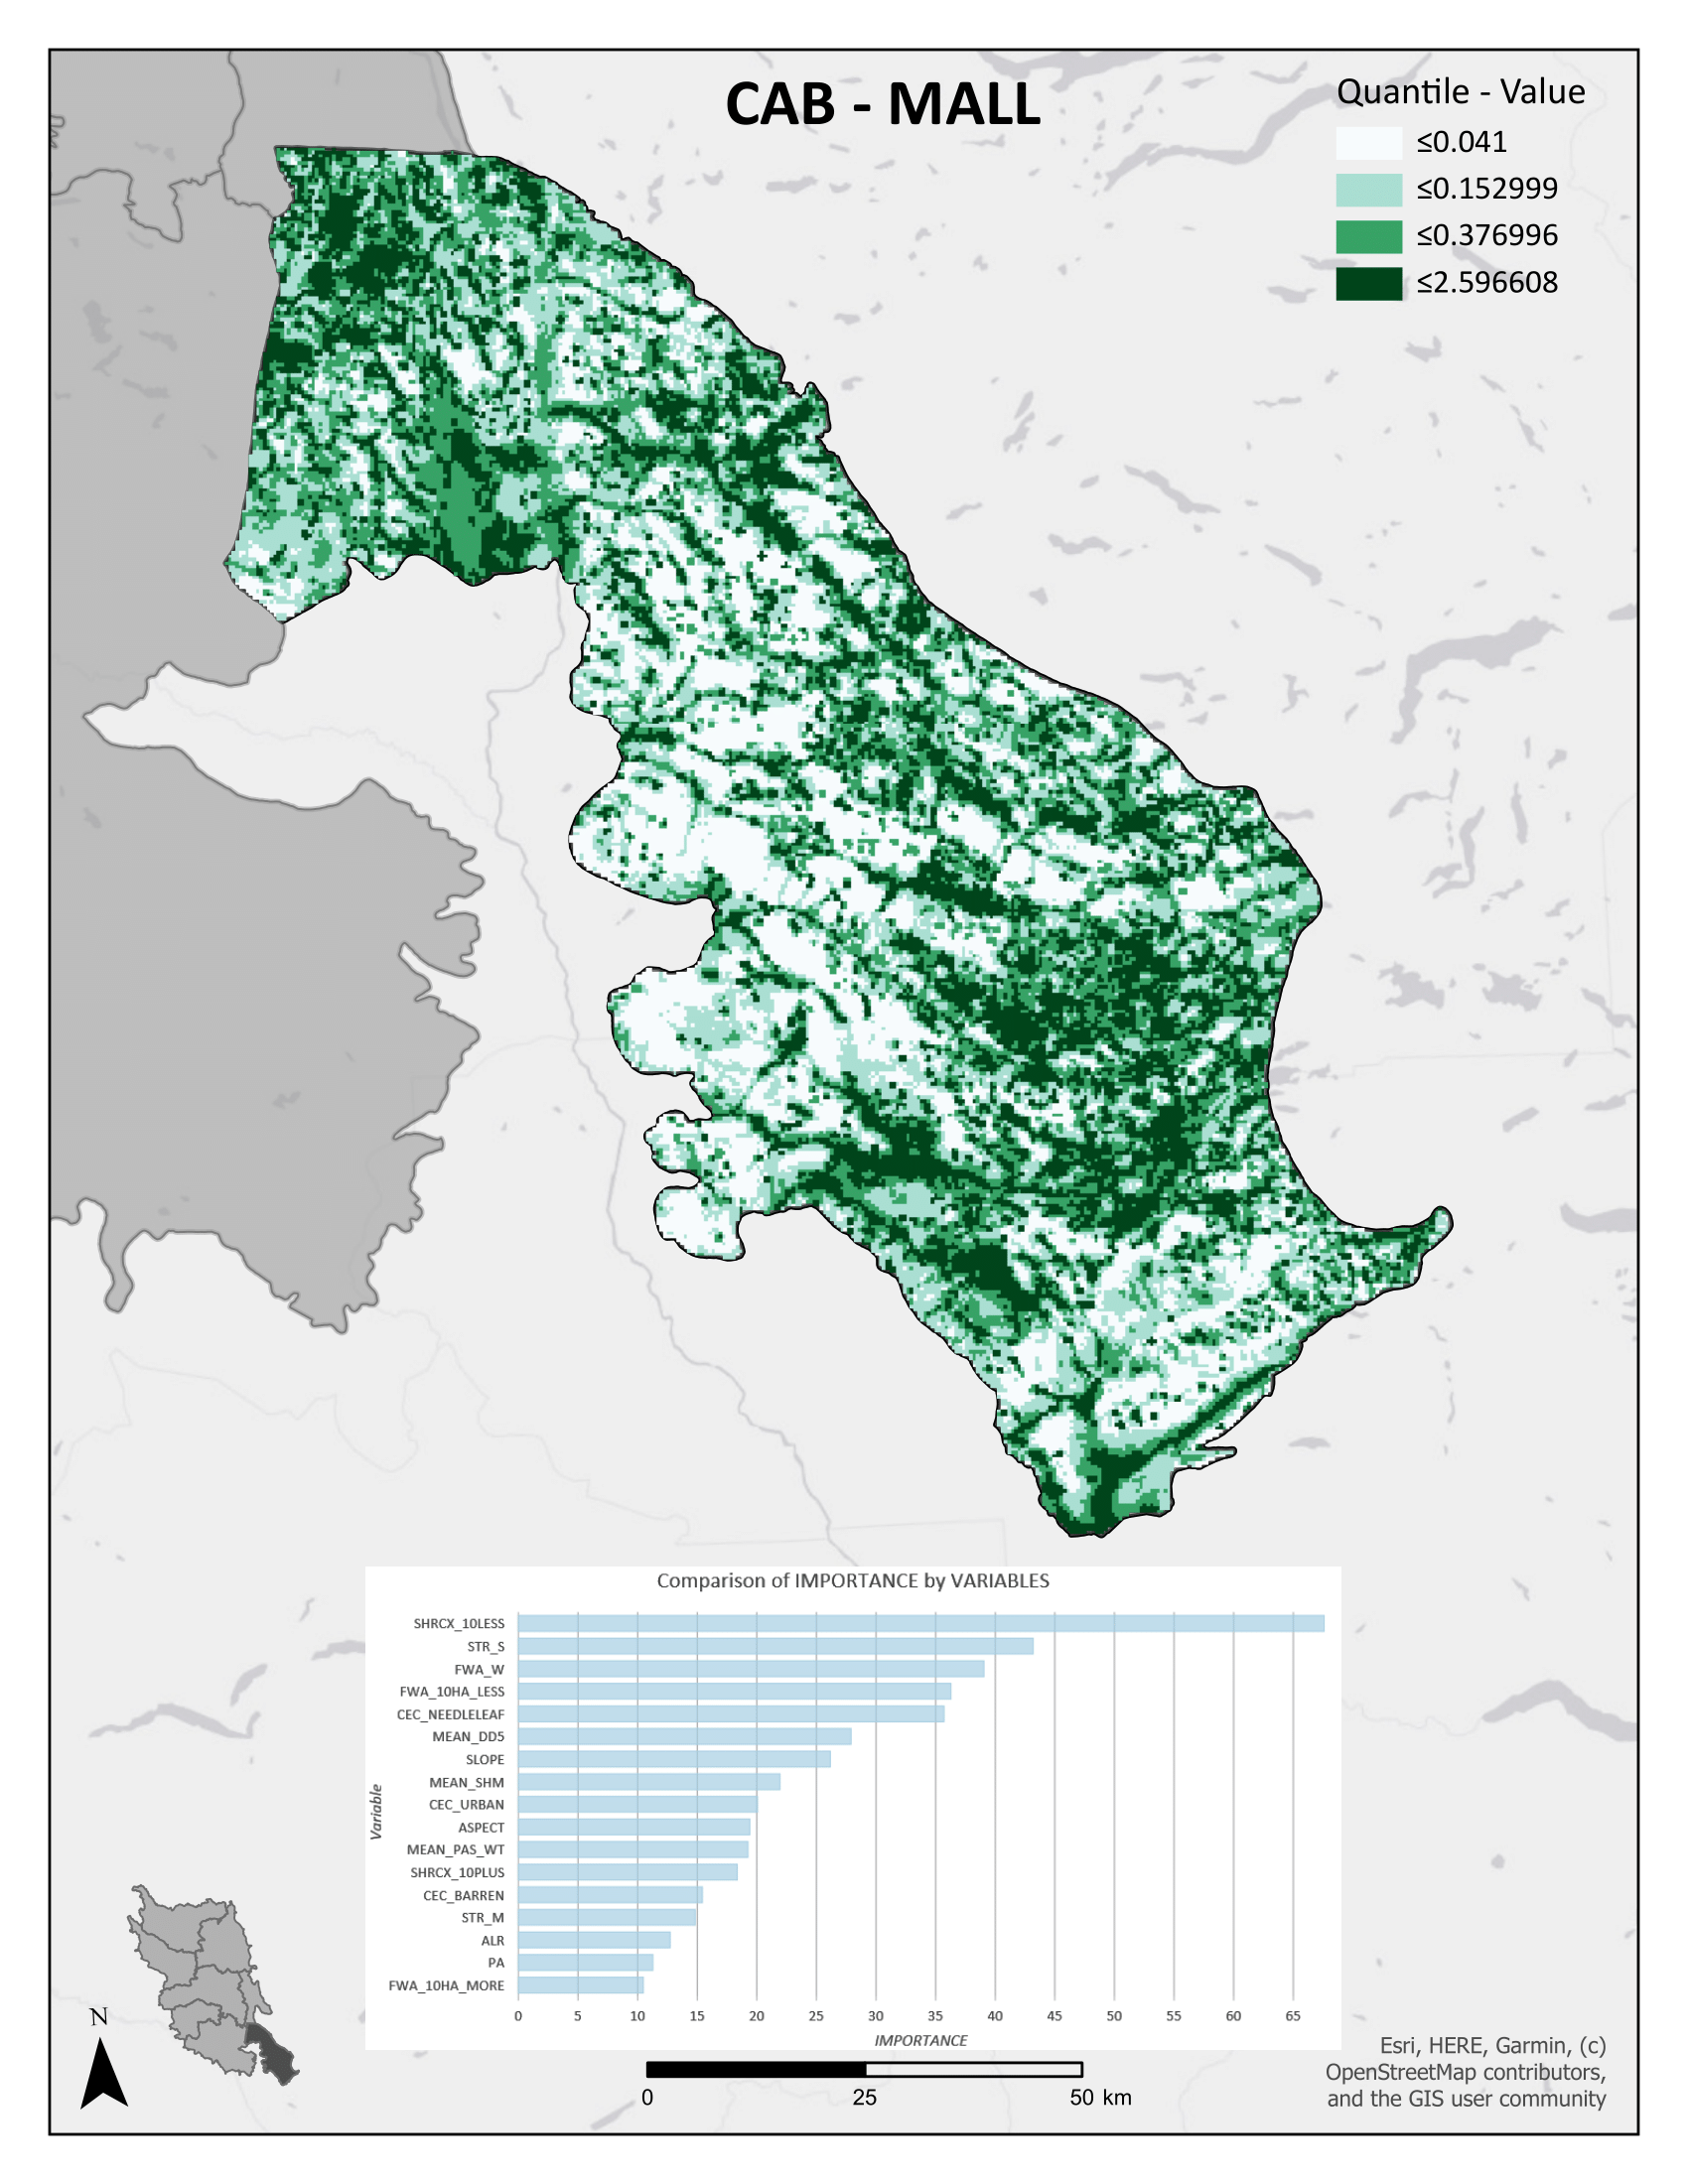 CAB - MALL
Quantile - Value
≤0.041
≤0.152999
≤0.376996
≤2.596608
Comparison of IMPORTANCE by VARIABLES
Variable
SHRCX_10LESS
STR_S
FWA_W
FWA_10HA_LESS
CEC_NEEDLELEAF
MEAN_DD5
SLOPE
MEAN_SHM
CEC_URBAN
ASPECT
MEAN_PAS_WT
SHRCX_10PLUS
CEC_BARREN
STR_M
ALR
PA
FWA_10HA_MORE
0 5 10 15 20 25 30 35 40 45 50 55 60 65
IMPORTANCE
N
0 25 50 km
Esri, HERE, Garmin, (c)
OpenStreetMap contributors,
and the GIS user community